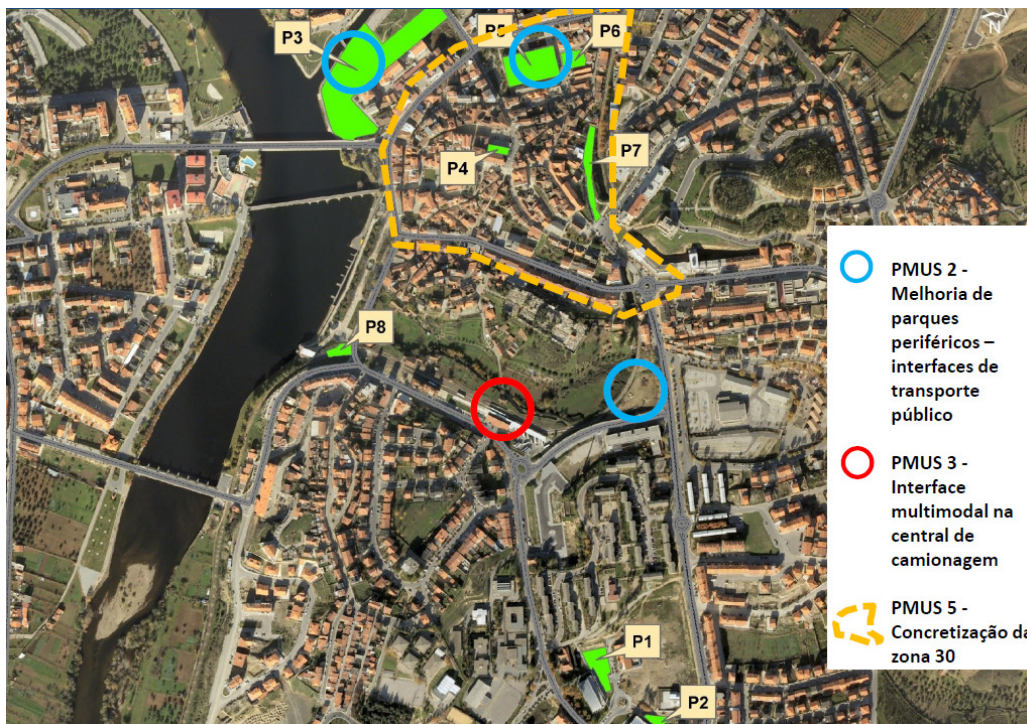 P3
P5
P6
N
P4
P7
P8
P1
P2
PMUS 2 -
Melhoria de
parques
periféricos –
interfaces de
transporte
público
PMUS 3 -
Interface
multimodal na
central de
camionagem
PMUS 5 -
Concretização da
zona 30